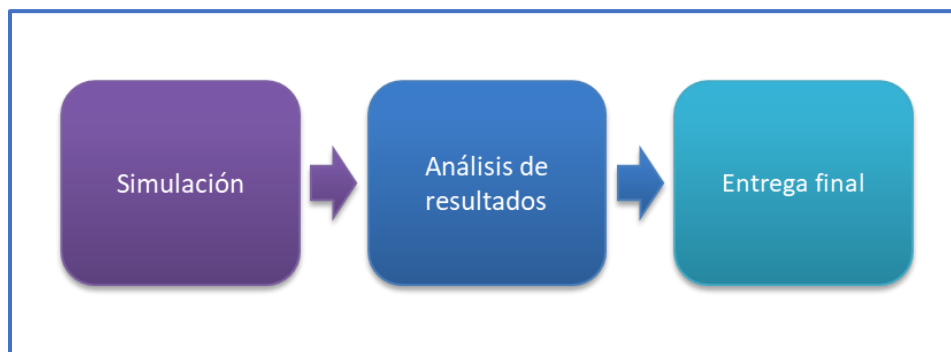 Simulación
Análisis de
resultados
Entrega final